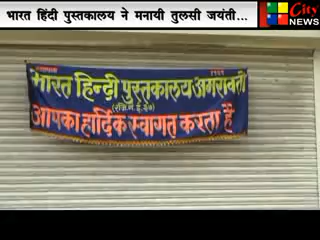 भारत हिंदी पुस्तकालय ने मनायी तुलसी जयंती...
City
NEWS
भारत हिन्दी पुस्तकालय अमरावती
आपका हार्दिक स्वागत करता है